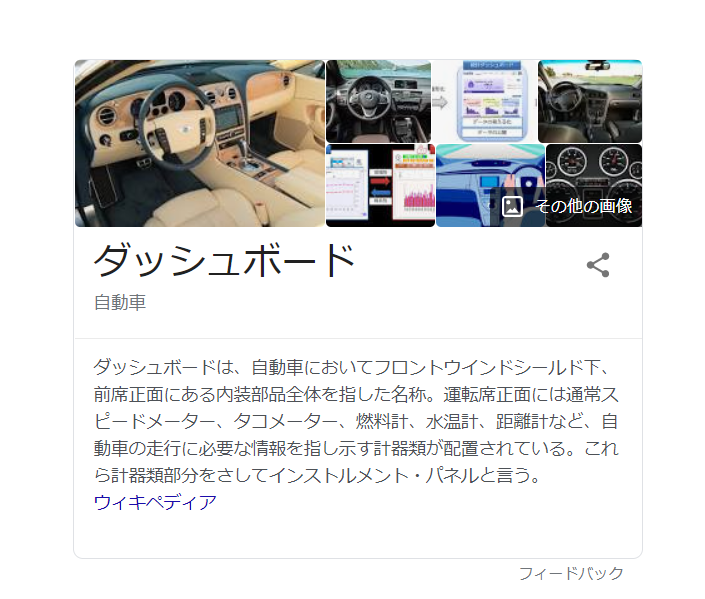 その他の画像
ダッシュボード
自動車
ダッシュボードは、自動車においてフロントウインドシールド下、
前席正面にある内装部品全体を指した名称。運転席正面には通常ス
ピードメーター、タコメーター、燃料計、水温計、距離計など、自
動車の走行に必要な情報を指し示す計器類が配置されている。これ
ら計器類部分をさしてインストルメント・パネルと言う。
ウィキペディア
フィードバック